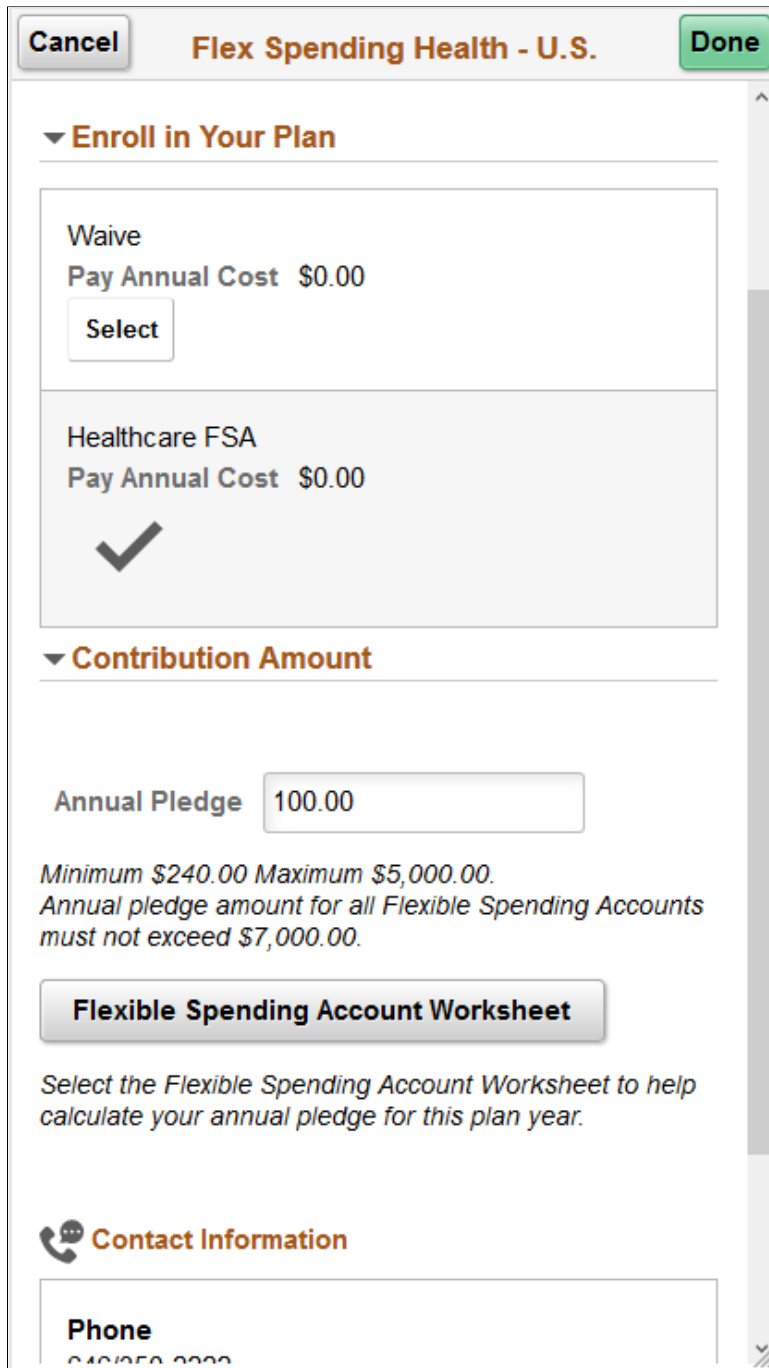 Cancel
Flex Spending Health - U.S.
Done
Enroll in Your Plan
Waive
Pay Annual Cost $0.00
Select
Healthcare FSA
Pay Annual Cost $0.00
Contribution Amount
Annual Pledge 100.00
Minimum $240.00 Maximum $5,000.00.
Annual pledge amount for all Flexible Spending Accounts
must not exceed $7,000.00.
Flexible Spending Account Worksheet
Select the Flexible Spending Account Worksheet to help
calculate your annual pledge for this plan year.
Contact Information
Phone